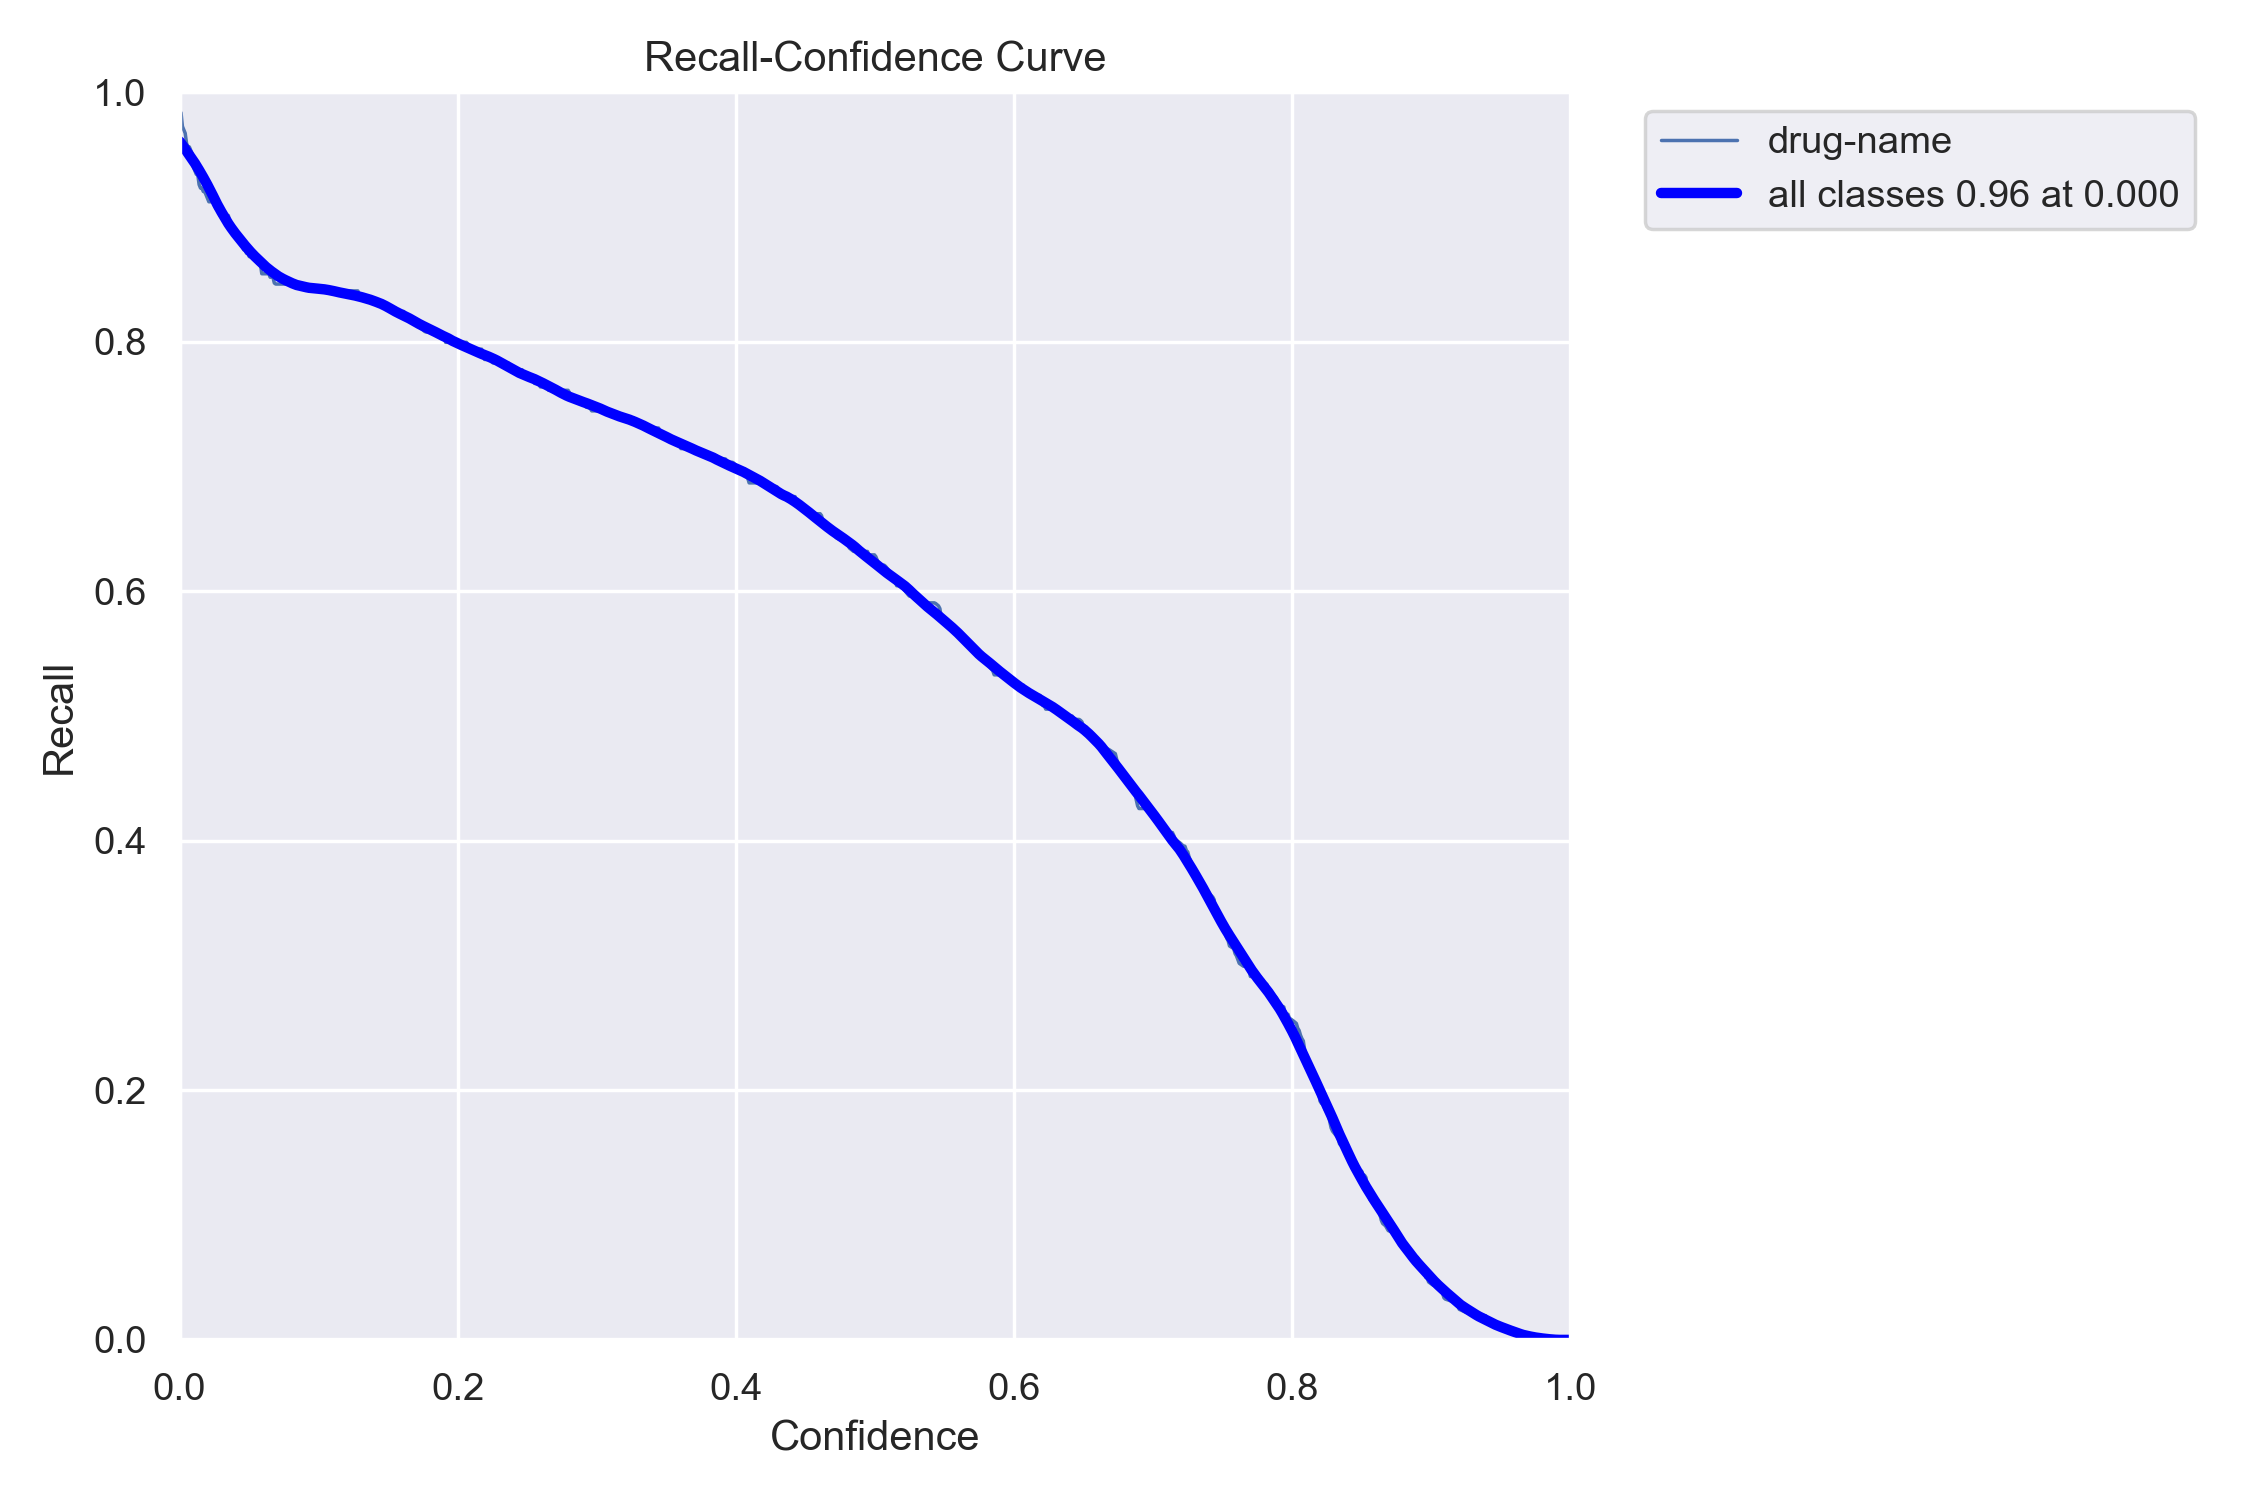 Recall-Confidence Curve
1.0
0.8
0.6
0.4
0.2
0.0
Recall
0.0 0.2 0.4 0.6 0.8 1.0
Confidence
drug-name
all classes 0.96 at 0.000